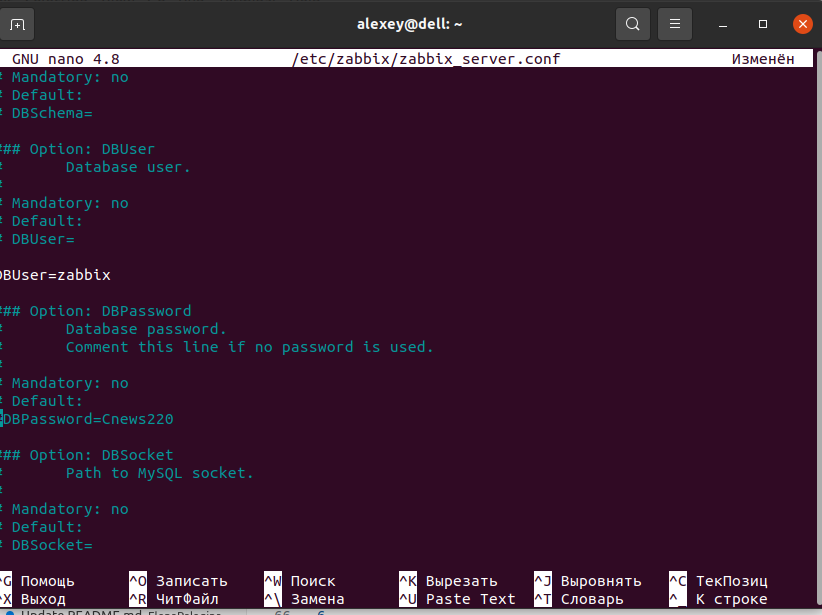 alexey@dell: ~
GNU nano 4.8 /etc/zabbix/zabbix_server.conf Изменён
# Mandatory: no
# Default:
# DBSchema=
### Option: DBUser
# Database user.
#
# Mandatory: no
# Default:
# DBUser=
DBUser=zabbix
### Option: DBPassword
# Database password.
# Comment this line if no password is used.
#
# Mandatory: no
# Default:
#DBPassword=Cnews220
### Option: DBSocket
# Path to MySQL socket.
#
# Mandatory: no
# Default:
# DBSocket=
^G Помощь ^O Записать ^W Поиск ^K Вырезать ^J Выровнять ^C ТекПозиц
^X Выход ^R ЧитФайл ^\ Замена ^U Paste Text ^T Словарь ^_ К строке
Update README.md